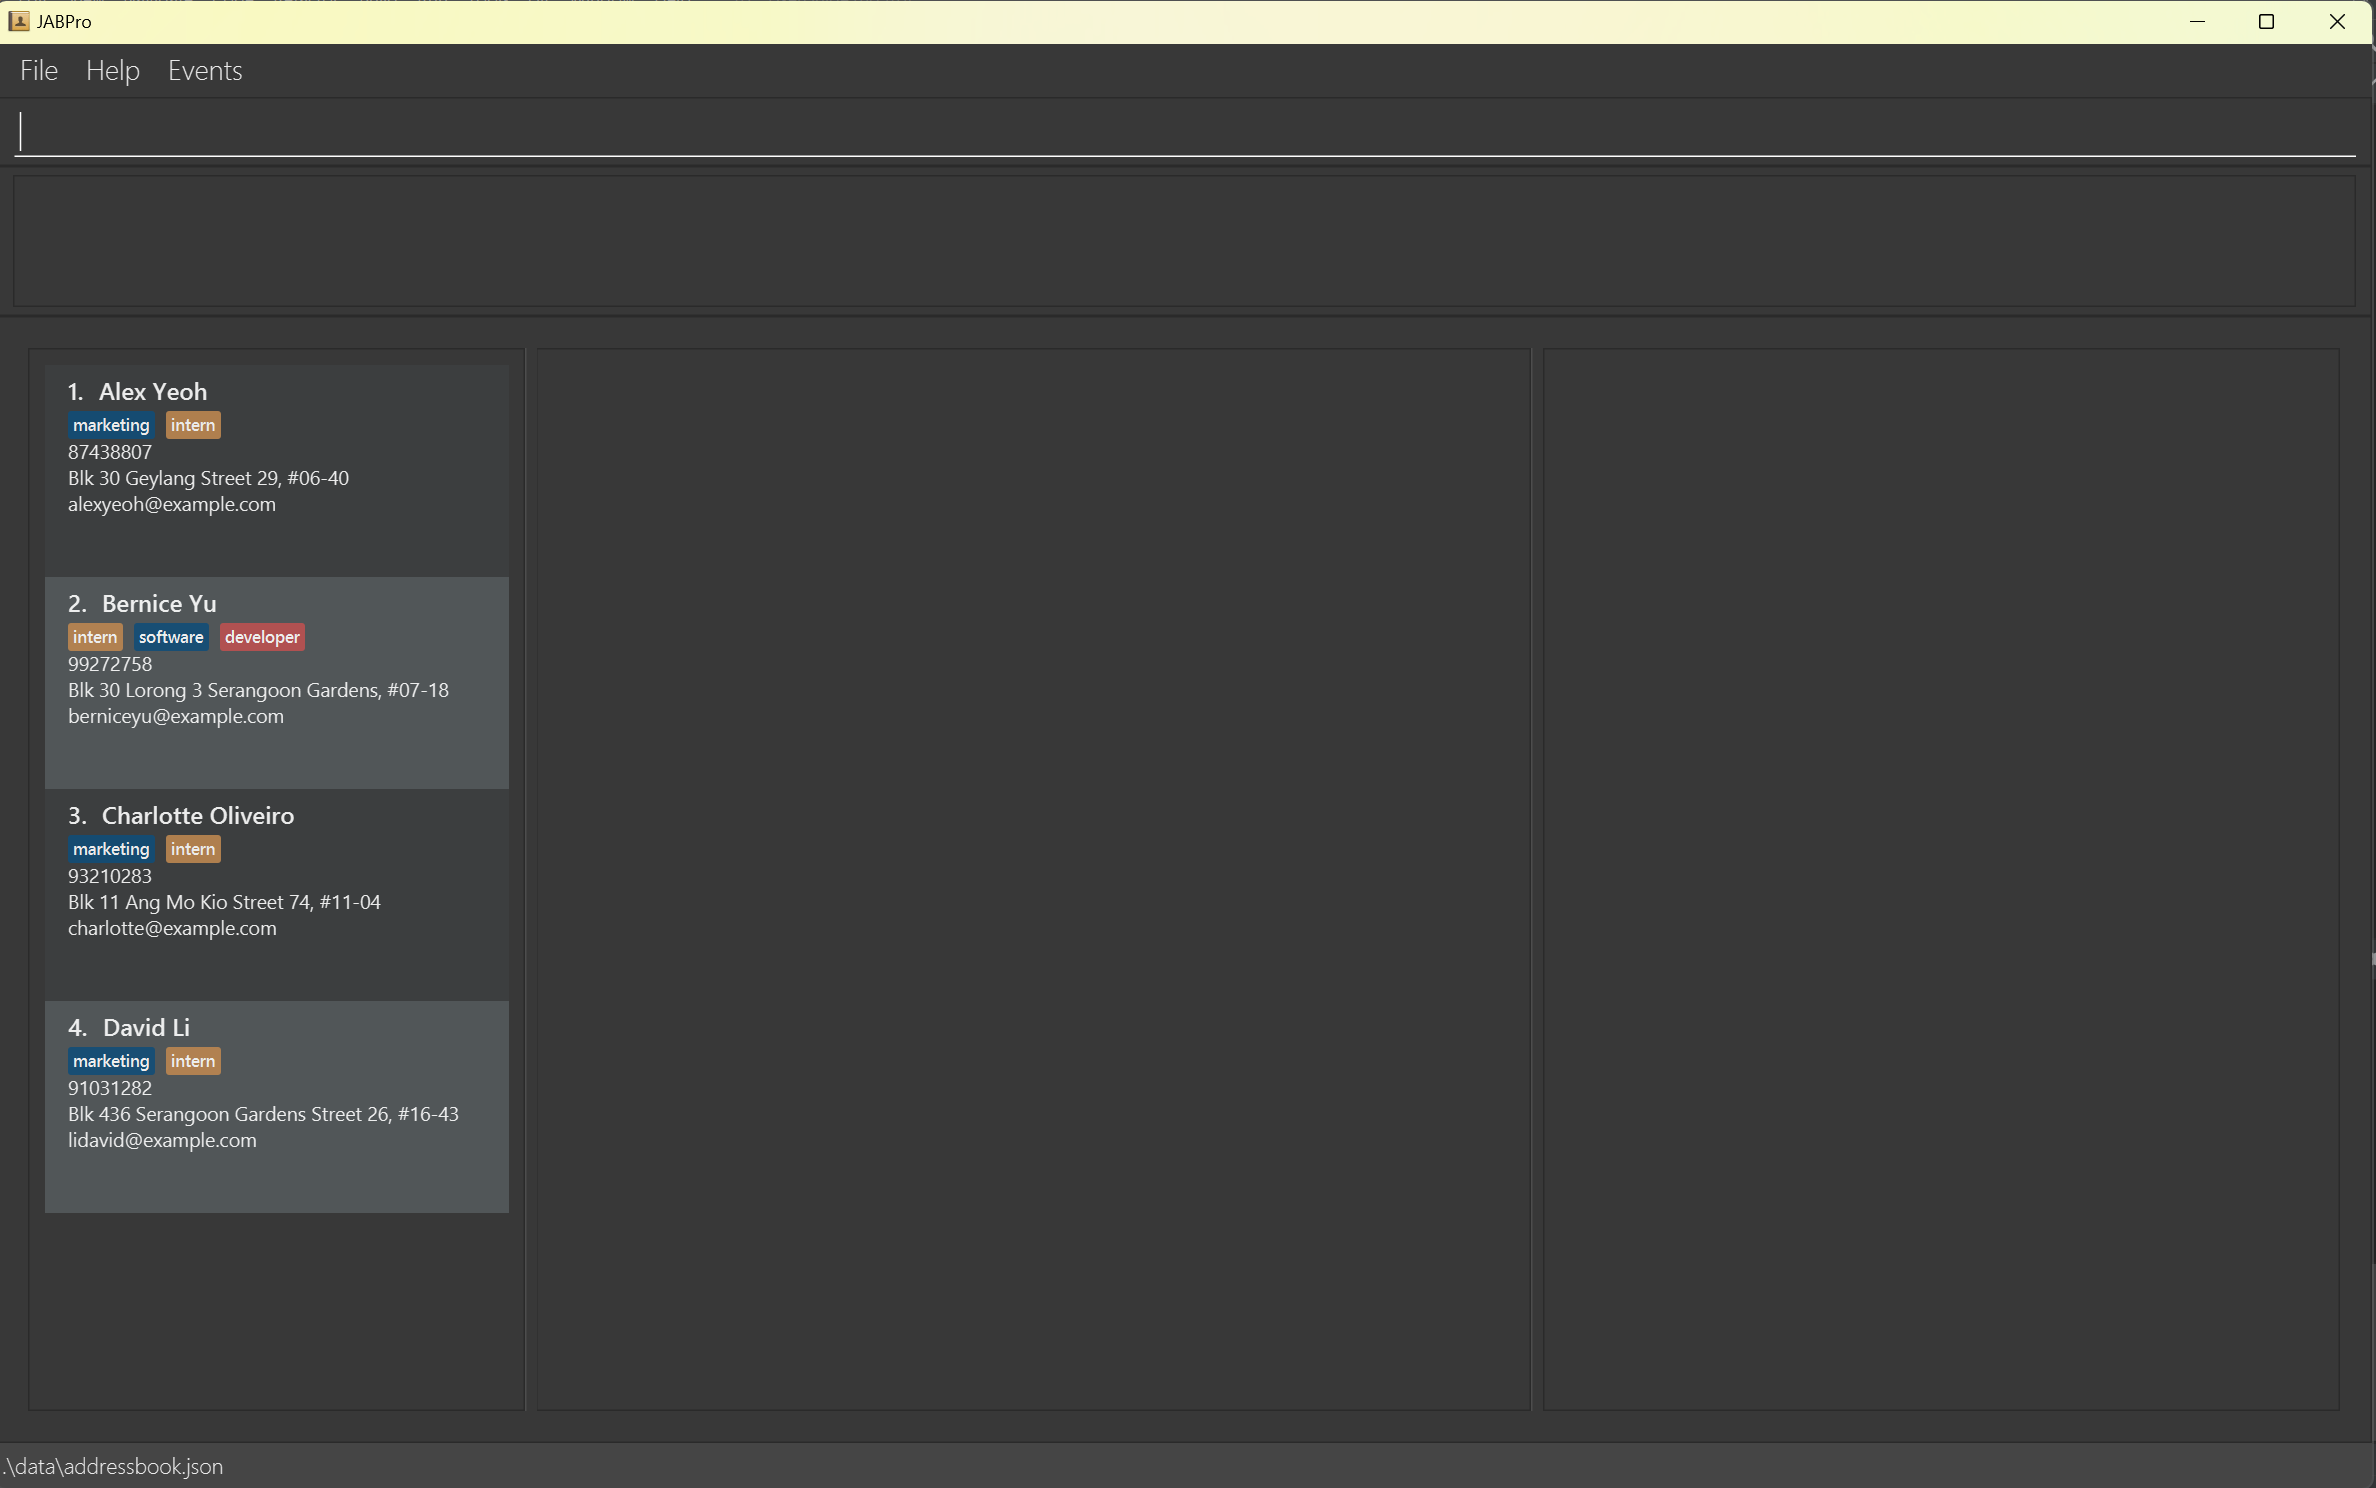 JABPro
File Help Events
1. Alex Yeoh
marketing intern
87438807
Blk 30 Geylang Street 29, #06-40
alexyeoh@example.com
2. Bernice Yu
intern software developer
99272758
Blk 30 Lorong 3 Serangoon Gardens, #07-18
berniceyu@example.com
3. Charlotte Oliveiro
marketing intern
93210283
Blk 11 Ang Mo Kio Street 74, #11-04
charlotte@example.com
4. David Li
marketing intern
91031282
Blk 436 Serangoon Gardens Street 26, #16-43
lidavid@example.com
.\data\addressbook.json